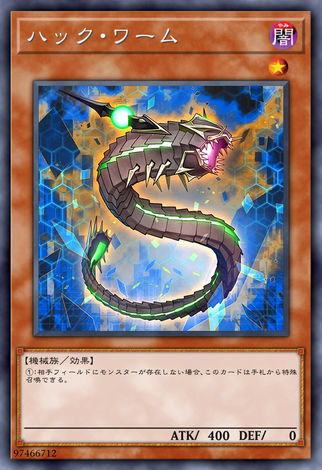 ハック・ワーム
やみ
闇
【機械族／効果】
①：相手フィールドにモンスターが存在しない場合、このカードは手札から特殊
召喚できる。
ATK/ 400 DEF/ 0
97466712